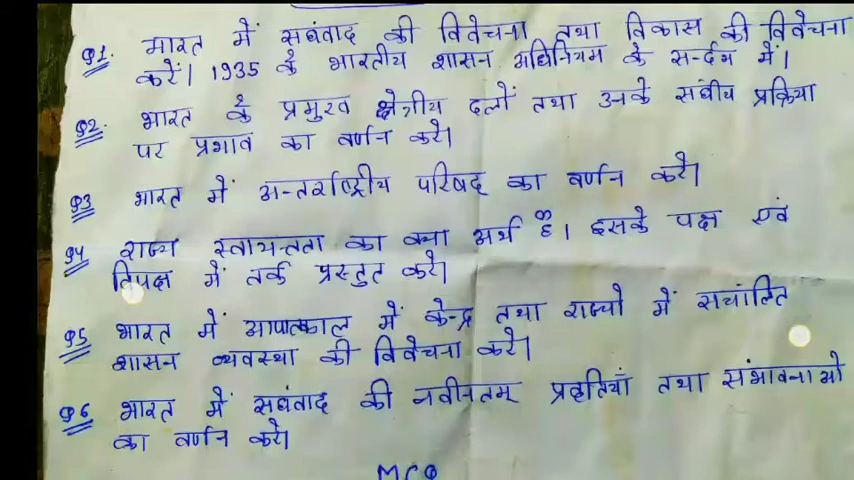 Q1. भारत में सघंवाद की विवेचना तथा विकास की विवेचना
करें। 1935 के भारतीय शासन अधिनियम के सन्दर्भ में।
Q2. भारत के प्रमुख क्षेत्रीय दलों तथा उनके संघीय प्रक्रिया
पर प्रभाव का वर्णन करे।
Q3 भारत में अन्तर्राष्ट्रीय परिषद का वर्णन करे।
Q4 राज्य स्वायत्तता का क्या अर्थ है। इसके पक्ष एवं
विपक्ष में तर्क प्रस्तुत करे।
Q5 भारत में आपातकाल में केन्द्र तथा राज्यो में सचांलित
शासन व्यवस्था की विवेचना करे।
Q6 भारत में सघंवाद की नवीनतम प्रवृतियां तथा संभावनाओ
का वर्णन करे।
MCQ